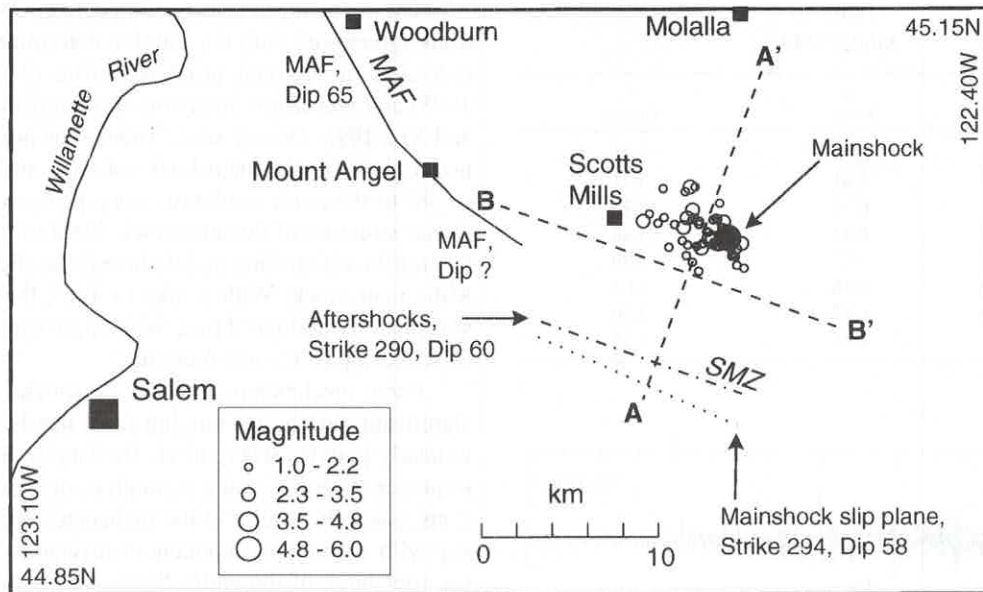 Woodburn
Molalla
45.15N
122.40W
Willamette
River
MAF,
Dip 65
MAF
A'
Mount Angel
Scotts
Mills
Mainshock
B
MAF,
Dip ?
Aftershocks,
Strike 290, Dip 60
B'
SMZ
A
Salem
Magnitude
1.0 - 2.2
2.3 - 3.5
3.5 - 4.8
4.8 - 6.0
km
0 10
Mainshock slip plane,
Strike 294, Dip 58
123.10W
44.85N